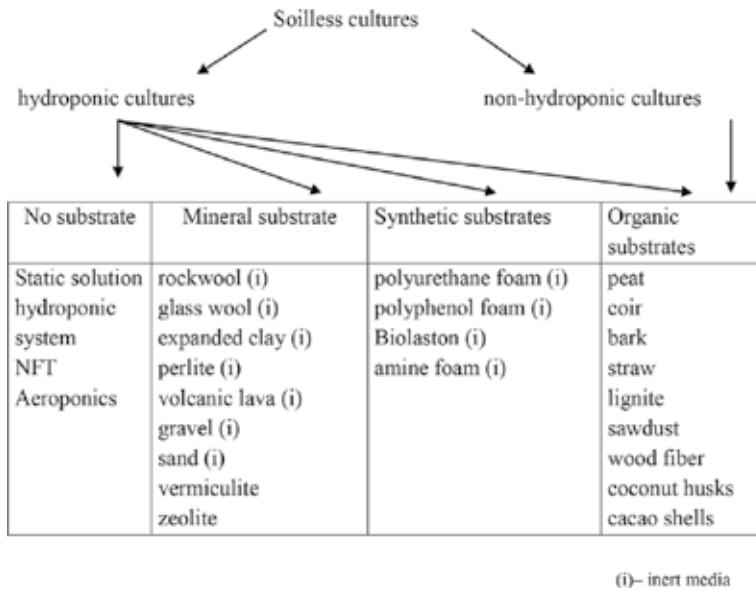 Soilless cultures
hydroponic cultures
non-hydroponic cultures
No substrate
Static solution
hydroponic
system
NFT
Aeroponics
Mineral substrate
rockwool (i)
glass wool (i)
expanded clay (i)
perlite (i)
volcanic lava (i)
gravel (i)
sand (i)
vermiculite
zeolite
Synthetic substrates
polyurethane foam (i)
polyphenol foam (i)
Biolaston (i)
amine foam (i)
Organic
substrates
peat
coir
bark
straw
lignite
sawdust
wood fiber
coconut husks
cacao shells
(i)– inert media